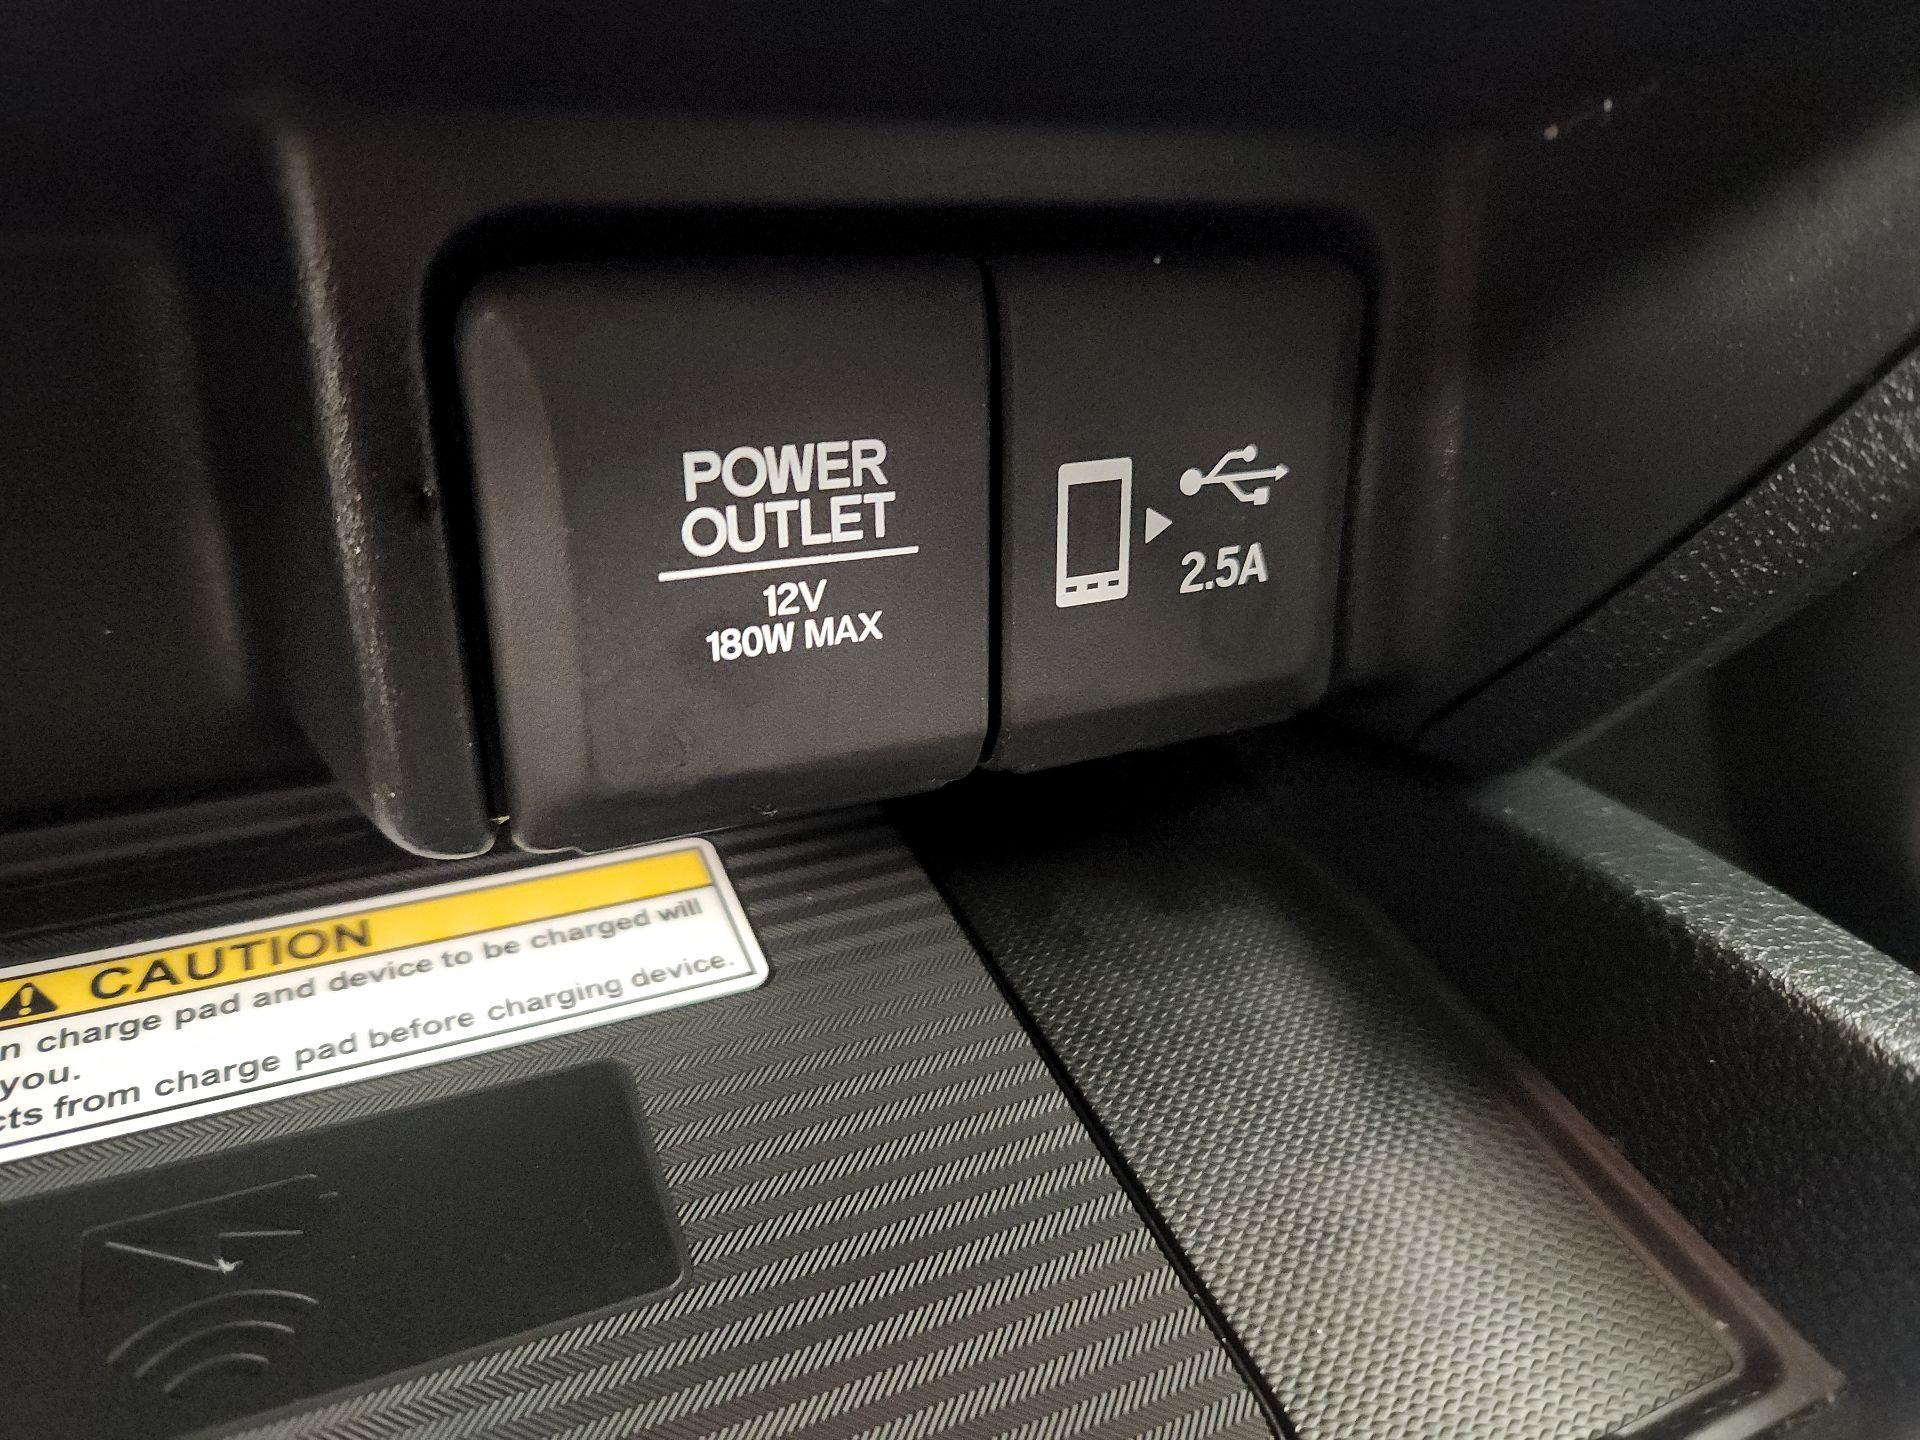 POWER
OUTLET
12V
180W MAX
2.5A
CAUTION
n charge pad and device to be charged will
you.
cts from charge pad before charging device.